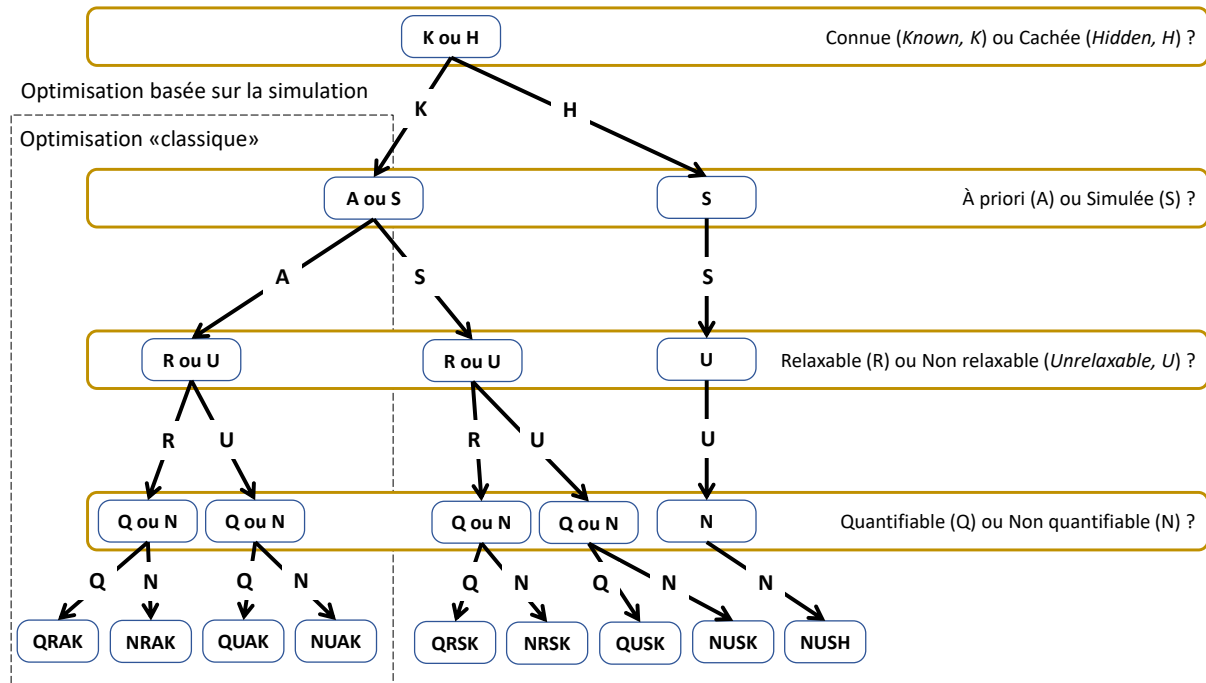 K ou H
Connue (Known, K) ou Cachée (Hidden, H) ?
Optimisation basée sur la simulation
K
H
Optimisation «classique»
A ou S
S
À priori (A) ou Simulée (S) ?
A
S
S
R ou U
R ou U
U
Relaxable (R) ou Non relaxable (Unrelaxable, U) ?
R
U
R
U
U
Q ou N
Q ou N
Q ou N
Q ou N
N
Quantifiable (Q) ou Non quantifiable (N) ?
Q
N
Q
N
Q
N
Q
N
N
QRAK
NRAK
QUAK
NUAK
QRSK
NRSK
QUSK
NUSK
NUSH